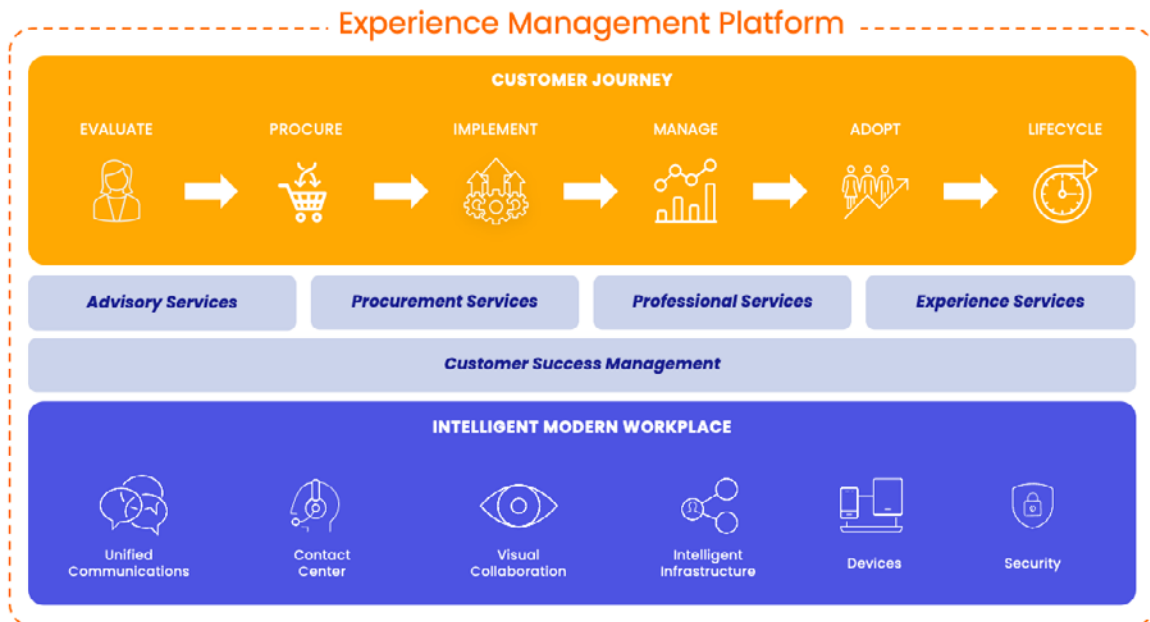 Experience Management Platform
CUSTOMER JOURNEY
EVALUATE PROCURE IMPLEMENT MANAGE ADOPT LIFECYCLE
Advisory Services Procurement Services Professional Services Experience Services
Customer Success Management
INTELLIGENT MODERN WORKPLACE
Unified
Communications
Contact
Center
Visual
Collaboration
Intelligent
Infrastructure
Devices
Security